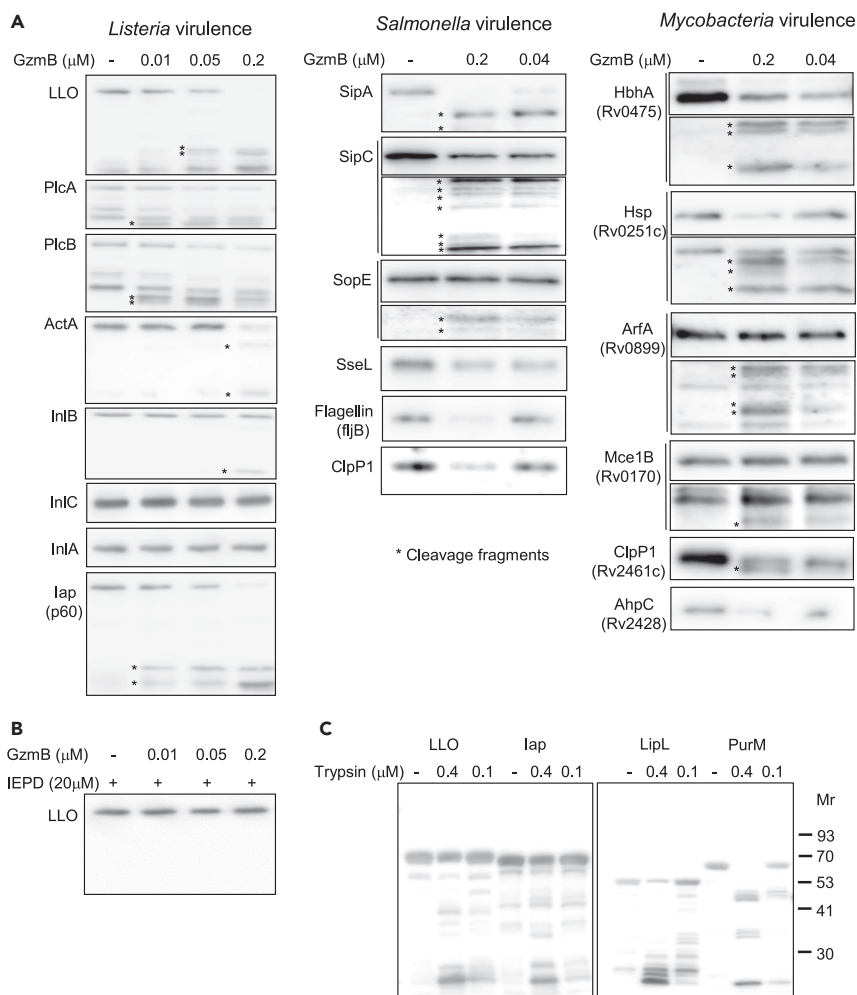 A
Listeria virulence
GzmB (μM) - 0.01 0.05 0.2
LLO
*
*
PlcA
*
PlcB
*
*
ActA
*
*
InlB
*
InlC
InlA
Iap
(p60)
*
*
Salmonella virulence
GzmB (μM) - 0.2 0.04
SipA
*
*
SipC
*
*
*
*
*
*
*
SopE
*
*
SseL
Flagellin
(fljB)
ClpP1
* Cleavage fragments
Mycobacteria virulence
GzmB (μM) - 0.2 0.04
HbhA
(Rv0475)
*
*
*
Hsp
(Rv0251c)
*
*
*
ArfA
(Rv0899)
*
*
*
*
Mce1B
(Rv0170)
*
ClpP1
(Rv2461c)
*
AhpC
(Rv2428)
B
GzmB (μM) - 0.01 0.05 0.2
IEPD (20μM) + + + +
LLO
C
LLO Iap LipL PurM
Trypsin (μM) - 0.4 0.1 - 0.4 0.1 - 0.4 0.1 - 0.4 0.1
Mr
93
70
53
41
30